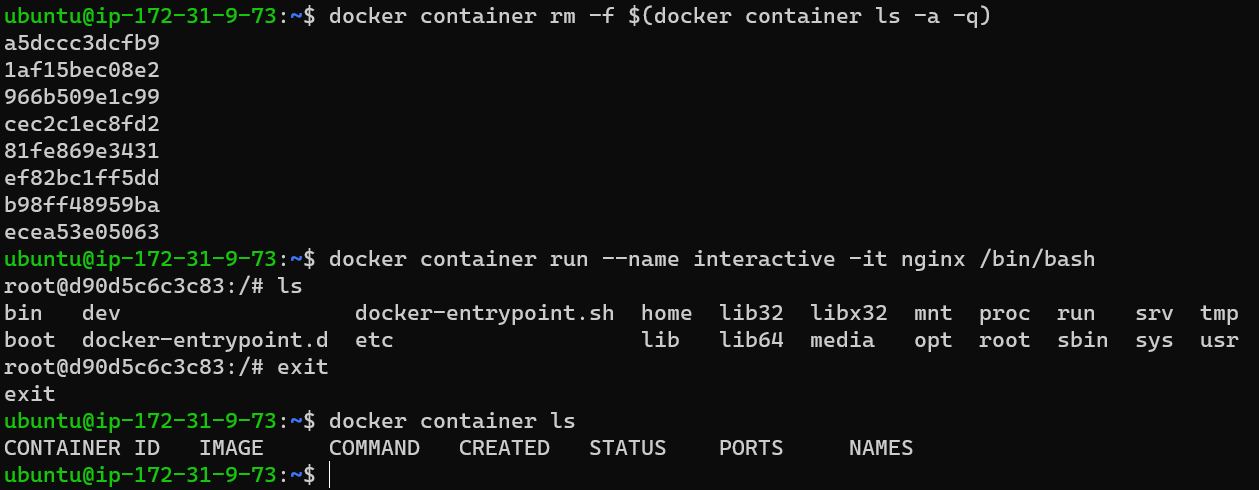 ubuntu@ip-172-31-9-73:~$ docker container rm -f $(docker container ls -a -q)
a5dccc3dcfb9
1af15bec08e2
966b509e1c99
cec2c1ec8fd2
81fe869e3431
ef82bc1ff5dd
b98ff48959ba
ecea53e05063
ubuntu@ip-172-31-9-73:~$ docker container run --name interactive -it nginx /bin/bash
root@d90d5c6c3c83:/# ls
bin   dev                  docker-entrypoint.sh  home  lib32  libx32  mnt  proc  run   srv  tmp
boot  docker-entrypoint.d  etc                   lib   lib64  media   opt  root  sbin  sys  usr
root@d90d5c6c3c83:/# exit
exit
ubuntu@ip-172-31-9-73:~$ docker container ls
CONTAINER ID   IMAGE     COMMAND   CREATED   STATUS    PORTS     NAMES
ubuntu@ip-172-31-9-73:~$